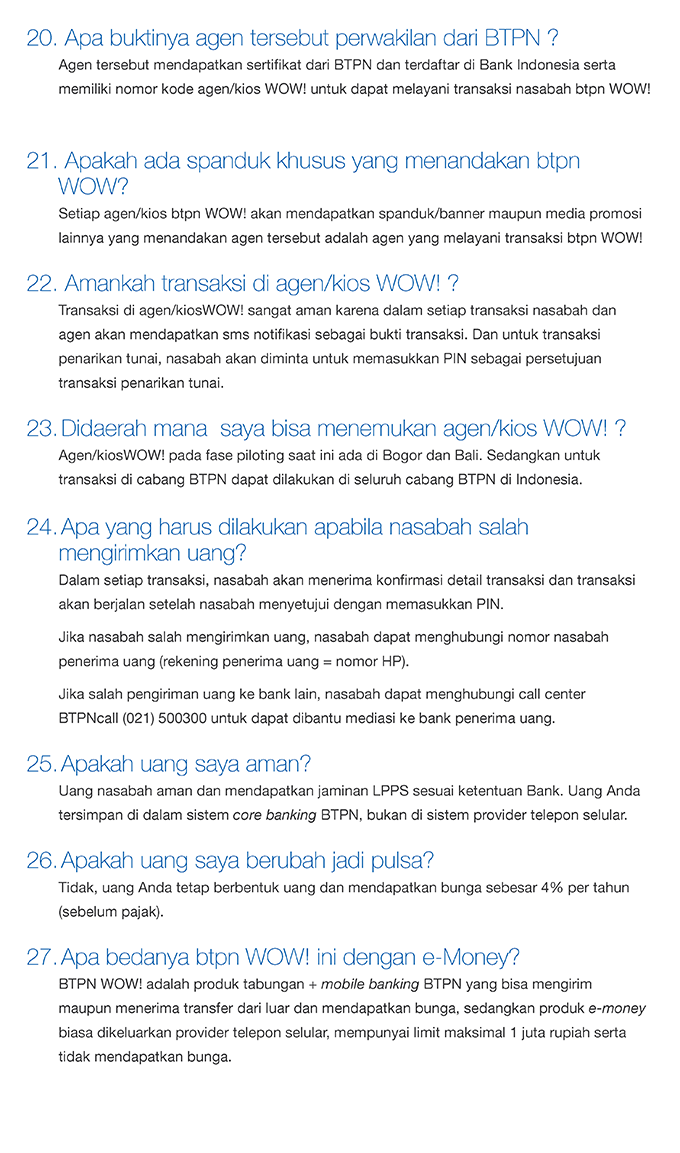 20. Apa buktinya agen tersebut perwakilan dari BTPN ?
Agen tersebut mendapatkan sertifikat dari BTPN dan terdaftar di Bank Indonesia serta
memiliki nomor kode agen/kios WOW! untuk dapat melayani transaksi nasabah btpn WOW!
21. Apakah ada spanduk khusus yang menandakan btpn
WOW?
Setiap agen/kios btpn WOW! akan mendapatkan spanduk/banner maupun media promosi
lainnya yang menandakan agen tersebut adalah agen yang melayani transaksi btpn WOW!
22. Amankah transaksi di agen/kios WOW! ?
Transaksi di agen/kiosWOW! sangat aman karena dalam setiap transaksi nasabah dan
agen akan mendapatkan sms notifikasi sebagai bukti transaksi. Dan untuk transaksi
penarikan tunai, nasabah akan diminta untuk memasukkan PIN sebagai persetujuan
transaksi penarikan tunai.
23. Didaerah mana  saya bisa menemukan agen/kios WOW! ?
Agen/kiosWOW! pada fase piloting saat ini ada di Bogor dan Bali. Sedangkan untuk
transaksi di cabang BTPN dapat dilakukan di seluruh cabang BTPN di Indonesia.
24. Apa yang harus dilakukan apabila nasabah salah
mengirimkan uang?
Dalam setiap transaksi, nasabah akan menerima konfirmasi detail transaksi dan transaksi
akan berjalan setelah nasabah menyetujui dengan memasukkan PIN.
Jika nasabah salah mengirimkan uang, nasabah dapat menghubungi nomor nasabah
penerima uang (rekening penerima uang = nomor HP).
Jika salah pengiriman uang ke bank lain, nasabah dapat menghubungi call center
BTPNcall (021) 500300 untuk dapat dibantu mediasi ke bank penerima uang.
25. Apakah uang saya aman?
Uang nasabah aman dan mendapatkan jaminan LPPS sesuai ketentuan Bank. Uang Anda
tersimpan di dalam sistem core banking BTPN, bukan di sistem provider telepon selular.
26. Apakah uang saya berubah jadi pulsa?
Tidak, uang Anda tetap berbentuk uang dan mendapatkan bunga sebesar 4% per tahun
(sebelum pajak).
27. Apa bedanya btpn WOW! ini dengan e-Money?
BTPN WOW! adalah produk tabungan + mobile banking BTPN yang bisa mengirim
maupun menerima transfer dari luar dan mendapatkan bunga, sedangkan produk e-money
biasa dikeluarkan provider telepon selular, mempunyai limit maksimal 1 juta rupiah serta
tidak mendapatkan bunga.